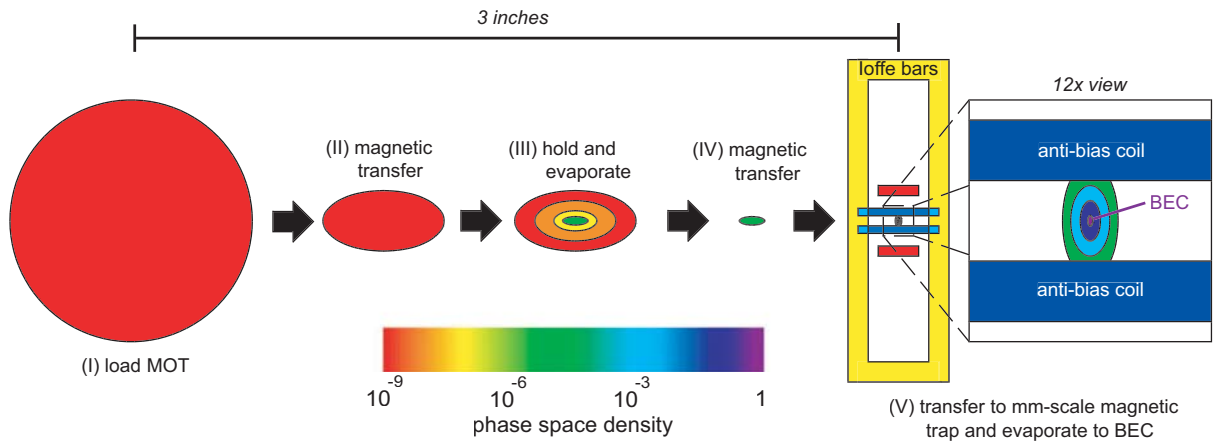 3 inches
Ioffe bars
12x view
(II) magnetic
transfer
(III) hold and
evaporate
(IV) magnetic
transfer
anti-bias coil
BEC
anti-bias coil
(I) load MOT
10^-9
10^-6
10^-3
1
phase space density
(V) transfer to mm-scale magnetic
trap and evaporate to BEC